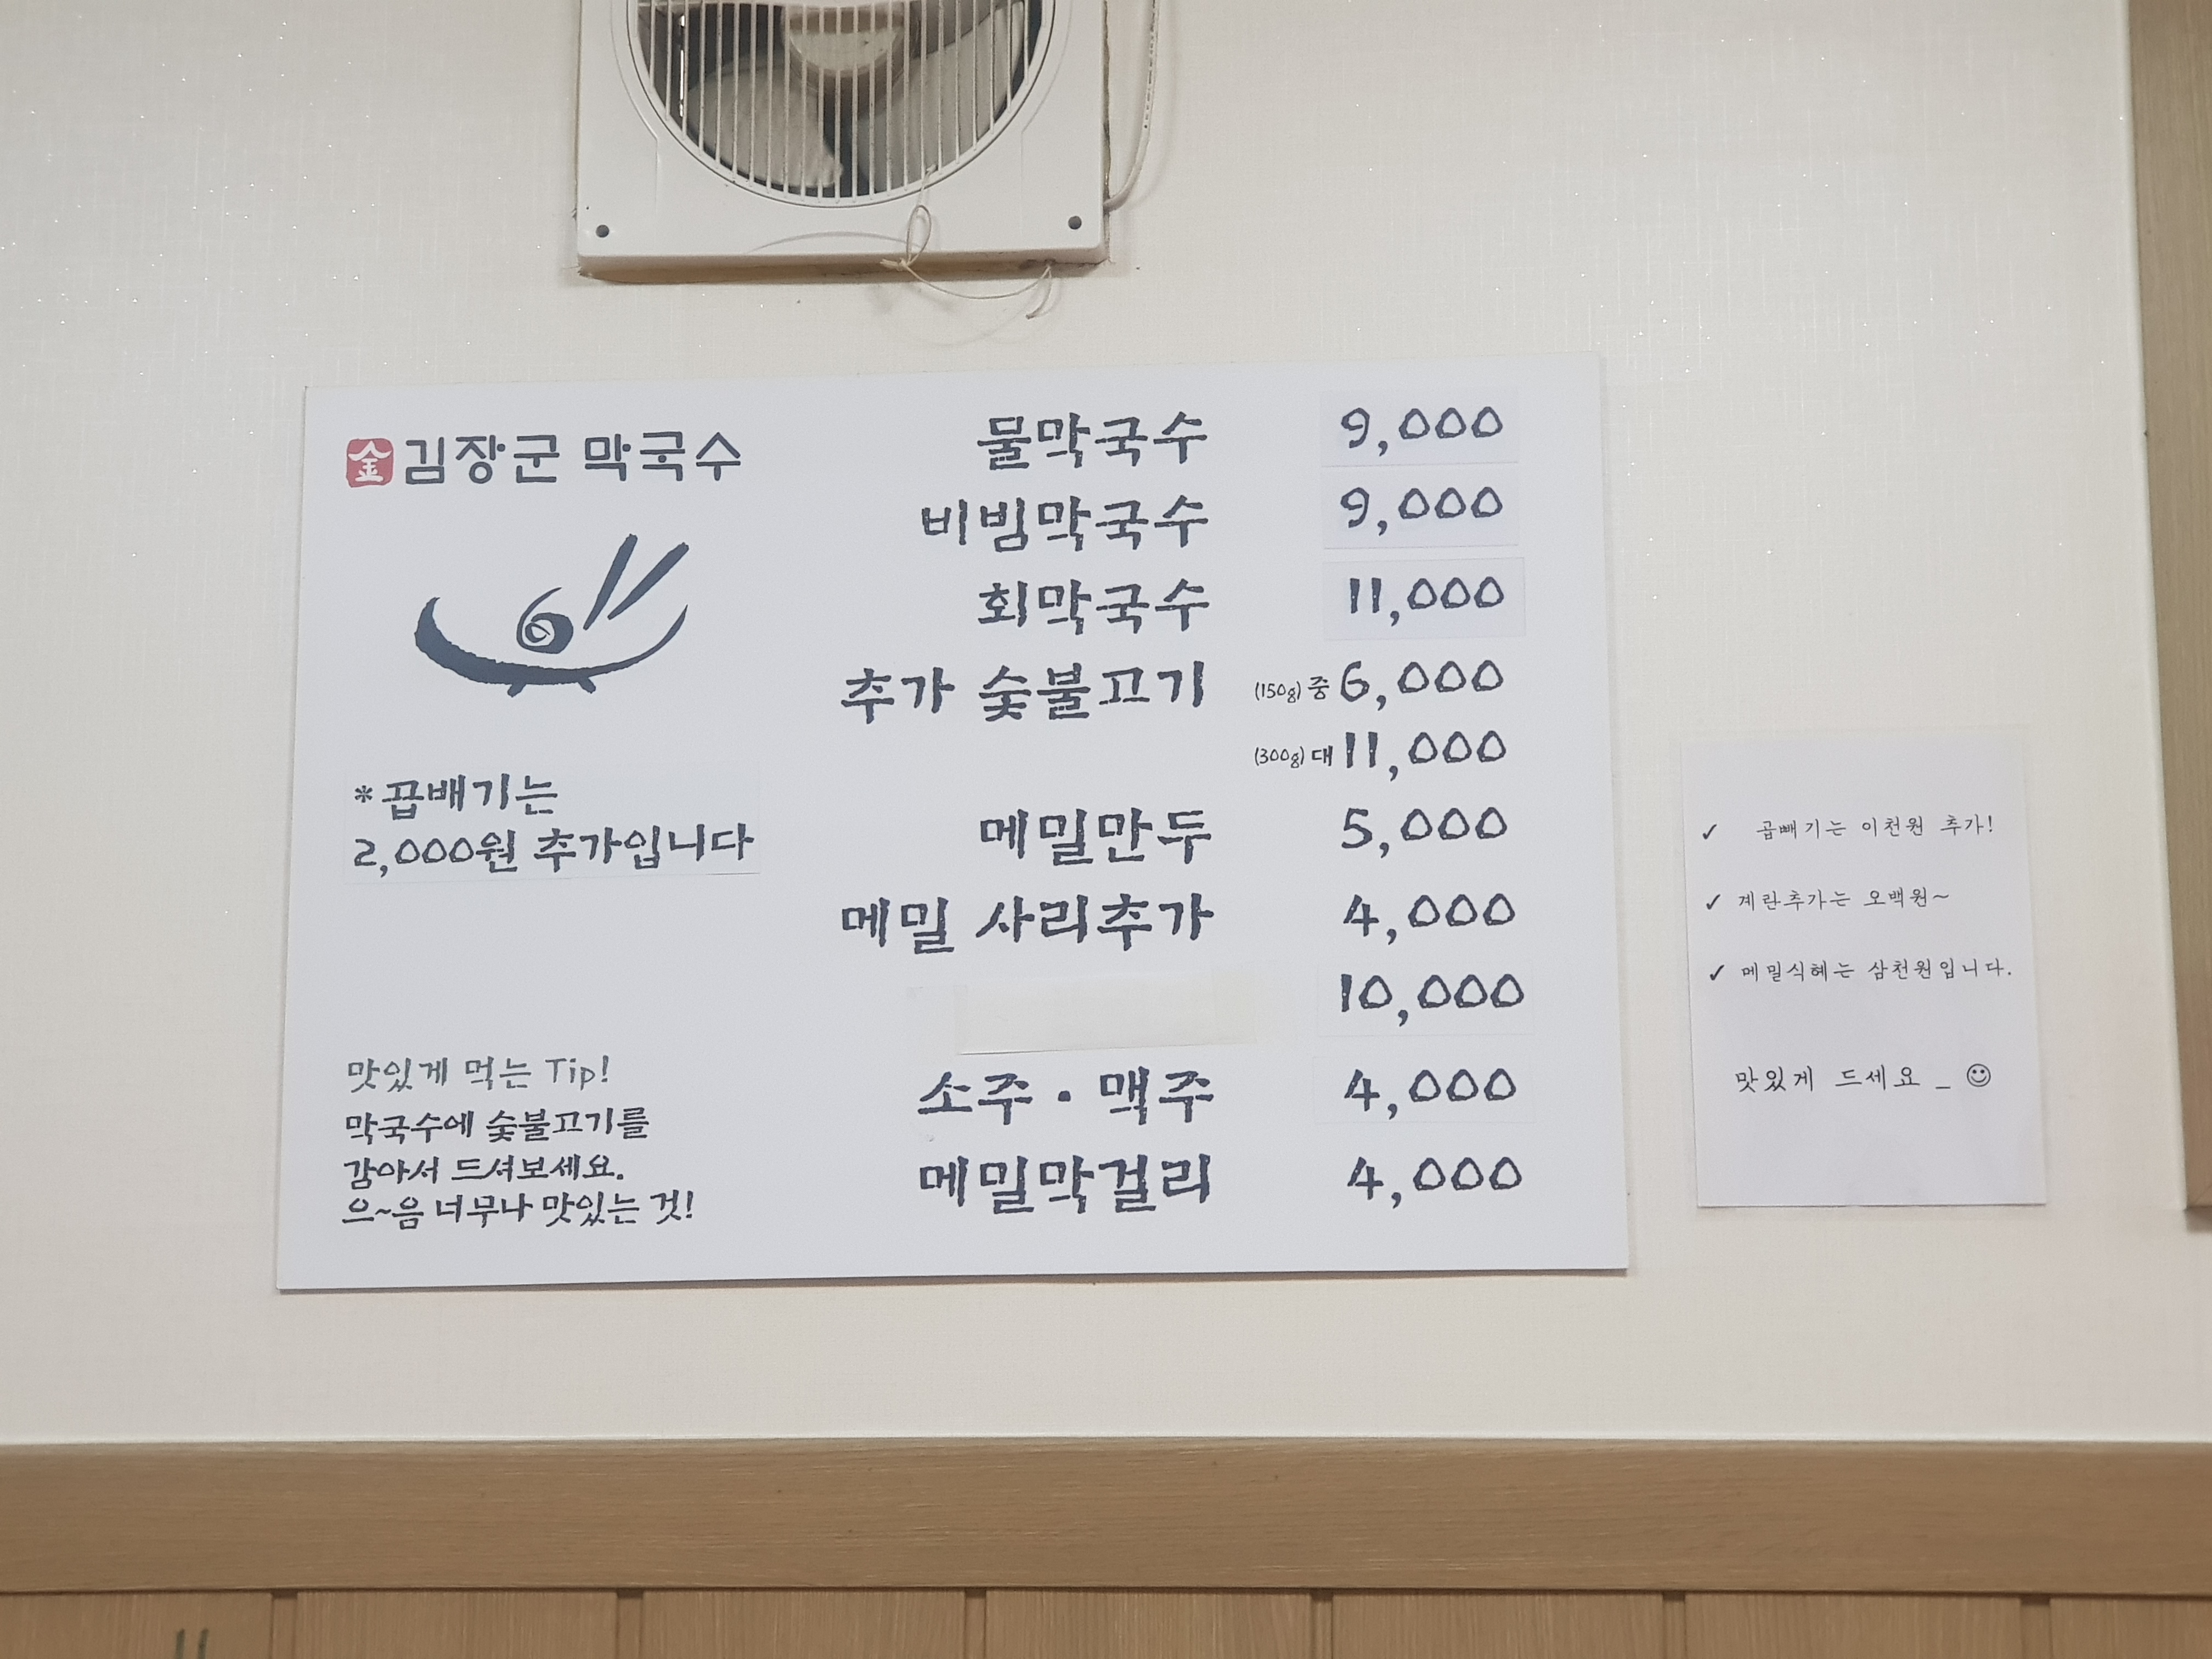 金 김장군 막국수
*곱배기는
2,000원 추가입니다
맛있게 먹는 Tip!
막국수에 숯불고기를
감아서 드셔보세요.
으~음 너무나 맛있는 것!
물막국수 9,000
비빔막국수 9,000
회막국수 11,000
추가 숯불고기 (150g) 중 6,000
(300g) 대 11,000
메밀만두 5,000
메밀 사리추가 4,000
10,000
소주 · 맥주 4,000
메밀막걸리 4,000
✓ 곱빼기는 이천원 추가!
✓ 계란추가는 오백원~
✓ 메밀식혜는 삼천원입니다.
맛있게 드세요 _ ☺